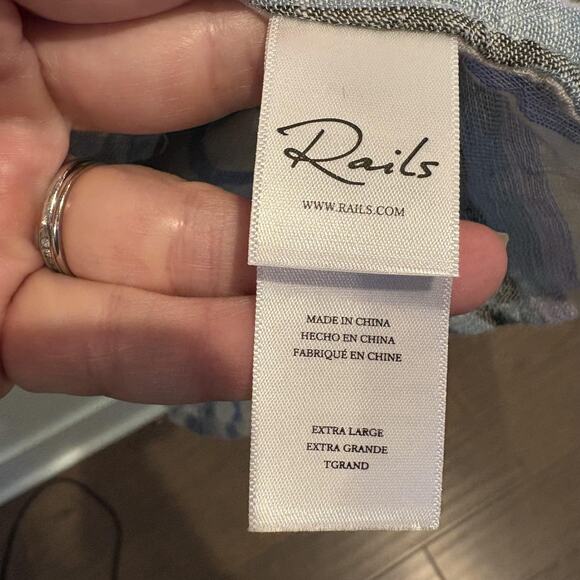 Rails
WWW.RAILS.COM
MADE IN CHINA
HECHO EN CHINA
FABRIQUÉ EN CHINE
EXTRA LARGE
EXTRA GRANDE
TGRAND